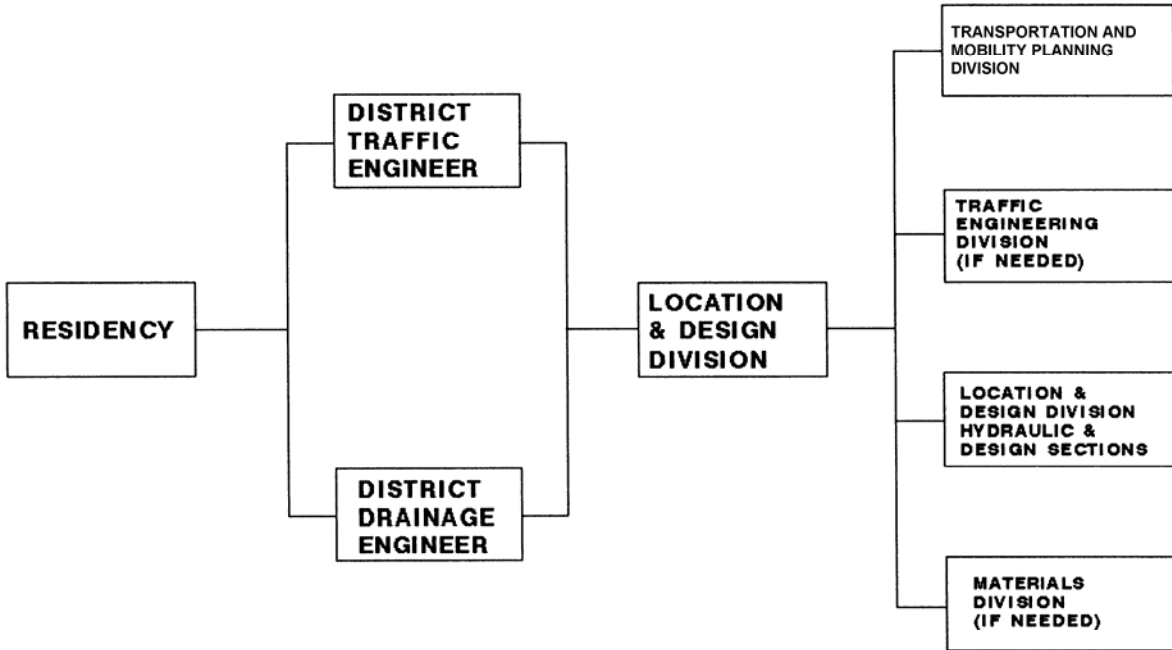 RESIDENCY
DISTRICT
TRAFFIC
ENGINEER
DISTRICT
DRAINAGE
ENGINEER
LOCATION
& DESIGN
DIVISION
TRANSPORTATION AND
MOBILITY PLANNING
DIVISION
TRAFFIC
ENGINEERING
DIVISION
(IF NEEDED)
LOCATION &
DESIGN DIVISION
HYDRAULIC &
DESIGN SECTIONS
MATERIALS
DIVISION
(IF NEEDED)